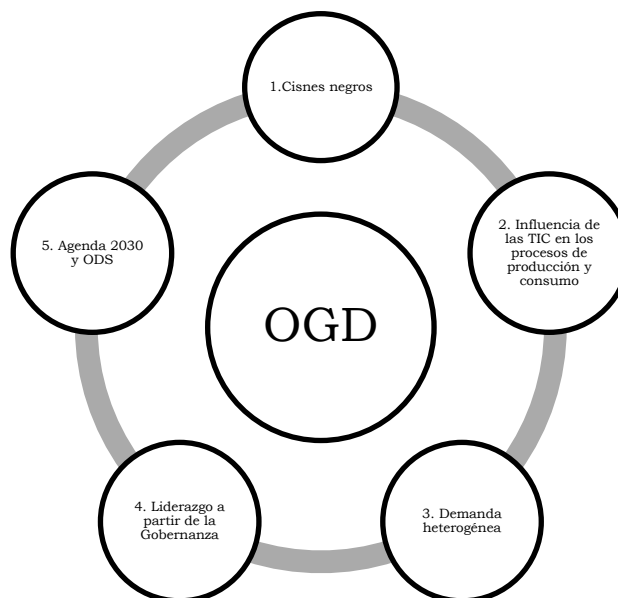 1.Cisnes negros
2. Influencia de
las TIC en los
procesos de
producción y
consumo
5. Agenda 2030
y ODS
OGD
4. Liderazgo a
partir de la
Gobernanza
3. Demanda
heterogénea